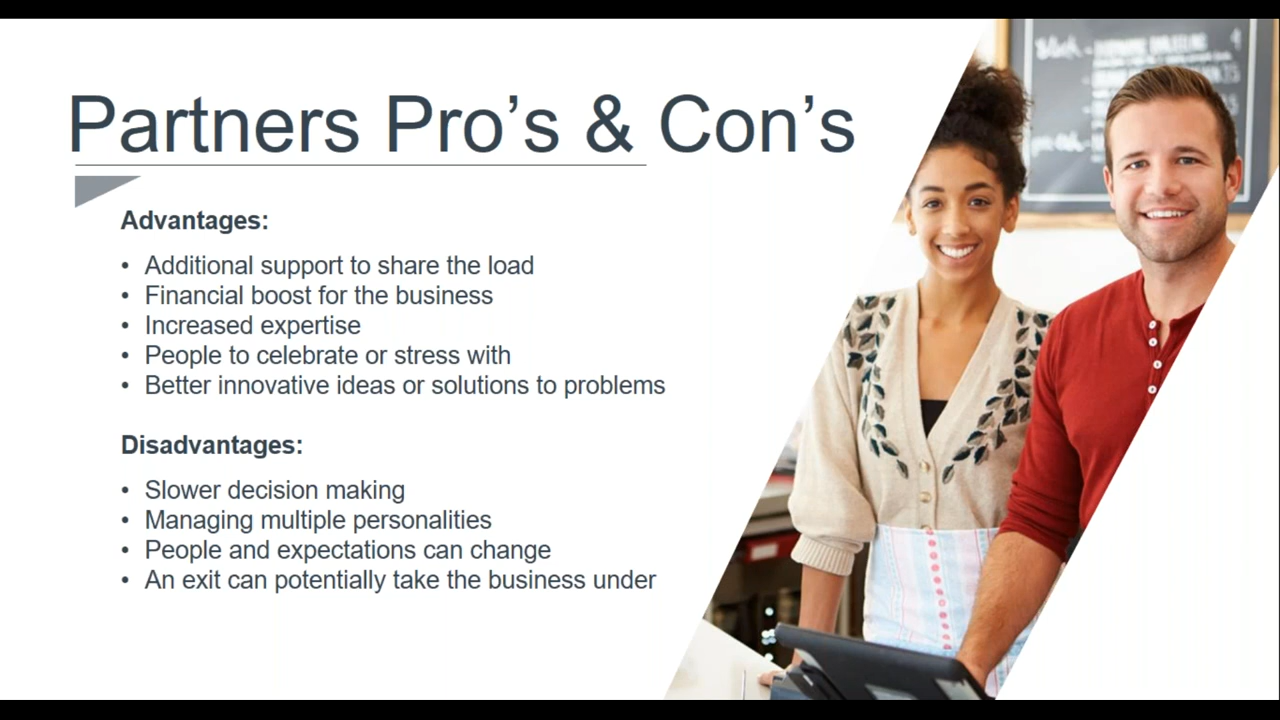 Partners Pro’s & Con’s
Advantages:
• Additional support to share the load
• Financial boost for the business
• Increased expertise
• People to celebrate or stress with
• Better innovative ideas or solutions to problems
Disadvantages:
• Slower decision making
• Managing multiple personalities
• People and expectations can change
• An exit can potentially take the business under